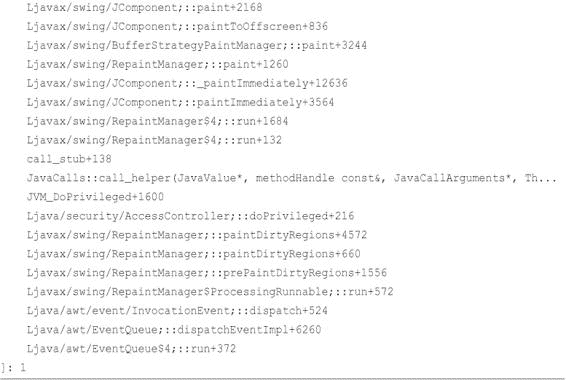 Ljavax/swing/JComponent;::paint+2168
Ljavax/swing/JComponent;::paintToOffscreen+836
Ljavax/swing/BufferStrategyPaintManager;::paint+3244
Ljavax/swing/RepaintManager;::paint+1260
Ljavax/swing/JComponent;::_paintImmediately+12636
Ljavax/swing/JComponent;::paintImmediately+3564
Ljavax/swing/RepaintManager$4;::run+1684
Ljavax/swing/RepaintManager$4;::run+132
call_stub+138
JavaCalls::call_helper(JavaValue*, methodHandle const&, JavaCallArguments*, Th...
JVM_DoPrivileged+1600
Ljava/security/AccessController;::doPrivileged+216
Ljavax/swing/RepaintManager;::paintDirtyRegions+4572
Ljavax/swing/RepaintManager;::paintDirtyRegions+660
Ljavax/swing/RepaintManager;::prePaintDirtyRegions+1556
Ljavax/swing/RepaintManager$ProcessingRunnable;::run+572
Ljava/awt/event/InvocationEvent;::dispatch+524
Ljava/awt/EventQueue;::dispatchEventImpl+6260
Ljava/awt/EventQueue$4;::run+372
]: 1